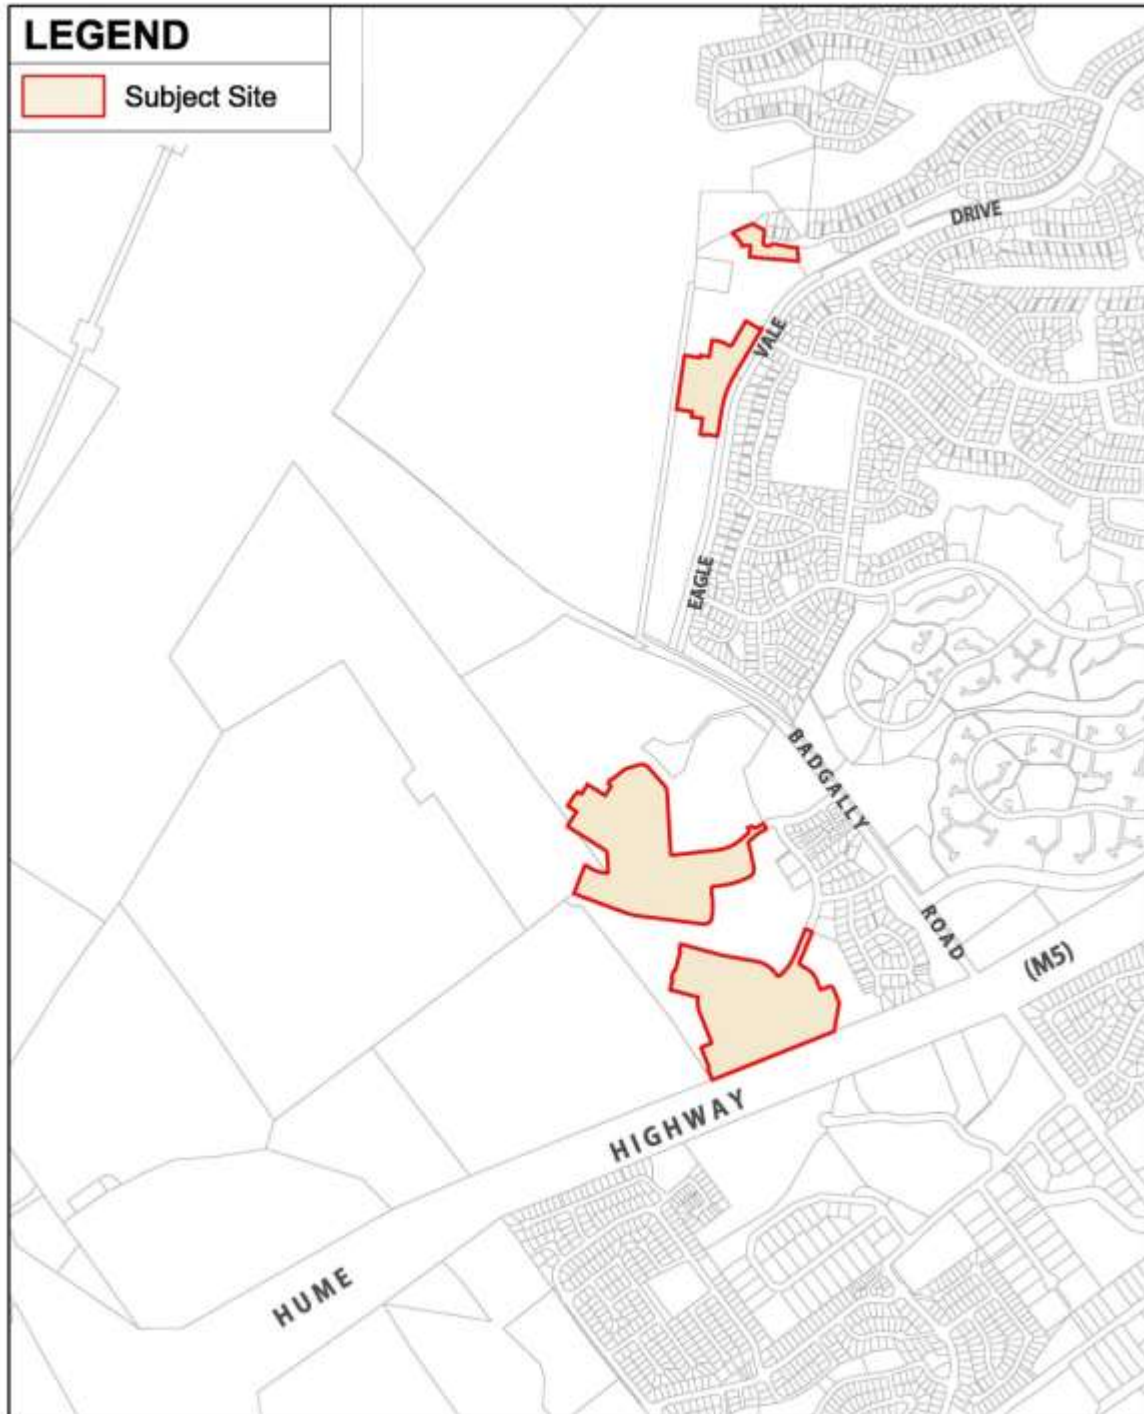 LEGEND
Subject Site
DRIVE
VALE
EAGLE
BADGALLY
ROAD
(M5)
HIGHWAY
HUME